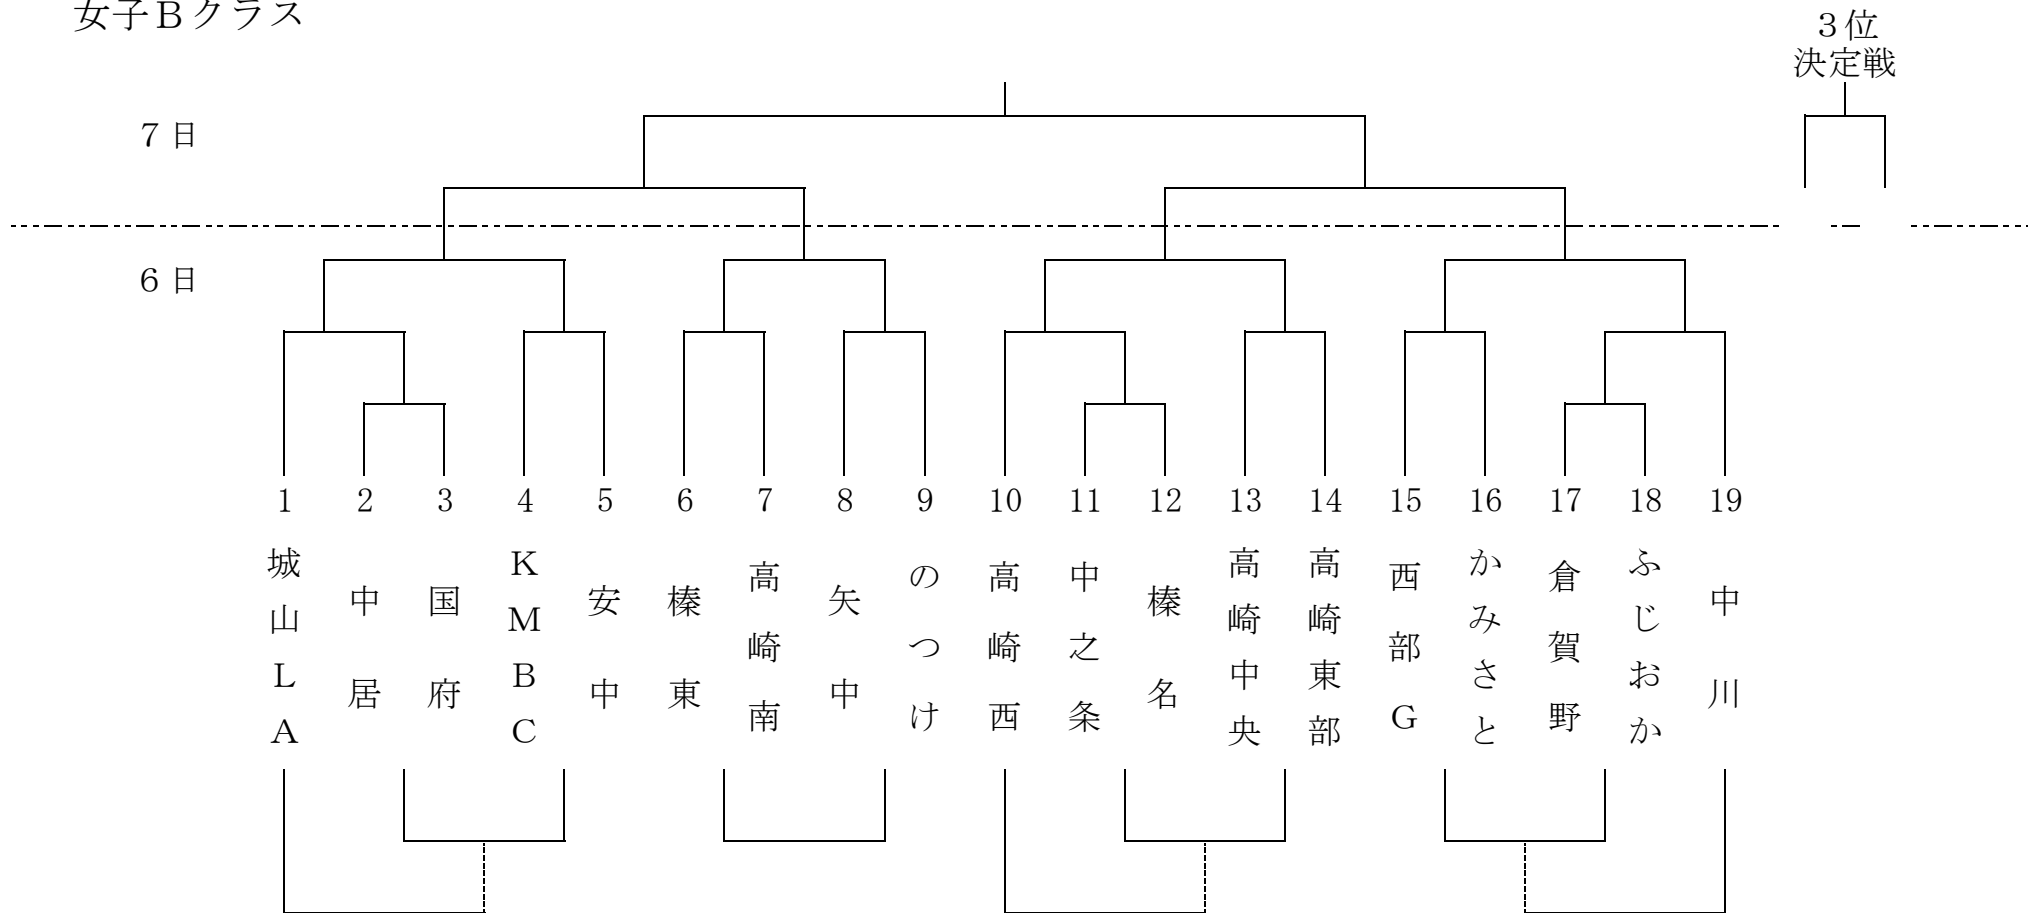 女子Bクラス
3位
決定戦
7日
6日
1 2 3 4 5 6 7 8 9 10 11 12 13 14 15 16 17 18 19
城山LA
中居
国府
KMBC
安中
榛東
高崎南
矢中
のつけ
高崎西
中之条
榛名
高崎中央
高崎東部
西部G
かみさと
倉賀野
ふじおか
中川